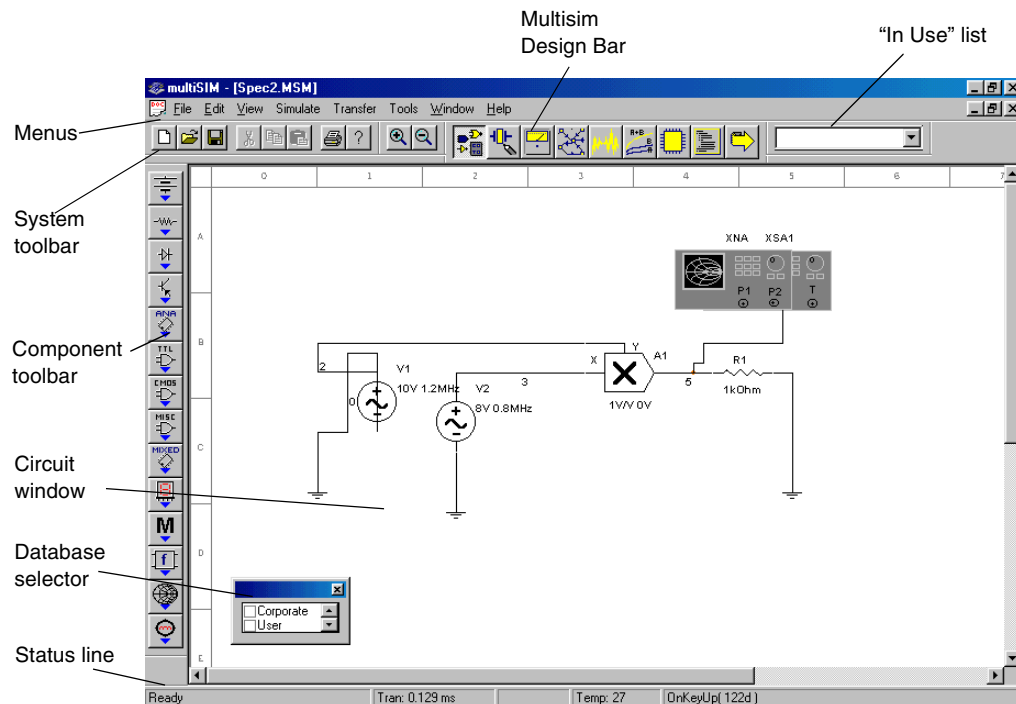 Multisim
Design Bar
“In Use” list
multiSIM - [Spec2.MSM]
File Edit View Simulate Transfer Tools Window Help
Menus
System
toolbar
Component
toolbar
Circuit
window
Database
selector
Status line
0 1 2 3 4 5 6 7
A
B
C
D
E
ANA
TTL
CMOS
MISC
MIXED
M
f
A+B
A
B
XNA XSA1
P1 P2 T
2
V1
10V 1.2MHz
0
V2
8V 0.8MHz
3
X
Y
A1
1V/V 0V
5
R1
1kOhm
Corporate
User
Ready
Tran: 0.129 ms
Temp: 27
OnKeyUp( 122d )